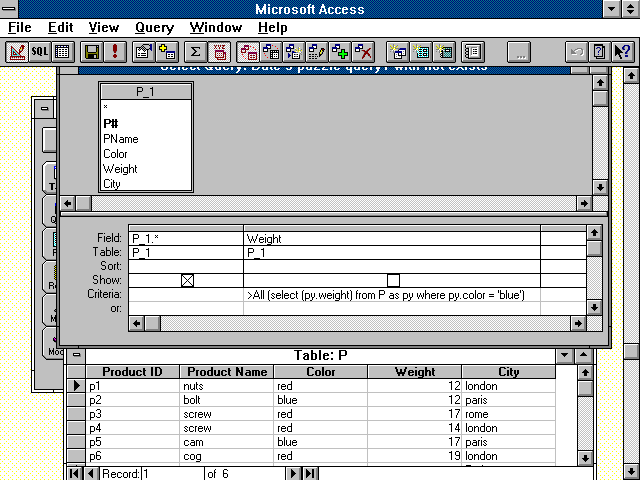 Microsoft Access
File Edit View Query Window Help
SQL
P_1
*
P#
PName
Color
Weight
City
Field: P_1.* Weight
Table: P_1 P_1
Sort:
Show:
Criteria: >All (select (py.weight) from P as py where py.color = 'blue')
or:
Table: P
Product ID Product Name Color Weight City
p1 nuts red 12 london
p2 bolt blue 12 paris
p3 screw red 17 rome
p4 screw red 14 london
p5 cam blue 17 paris
p6 cog red 19 london
Record: 1 of 6